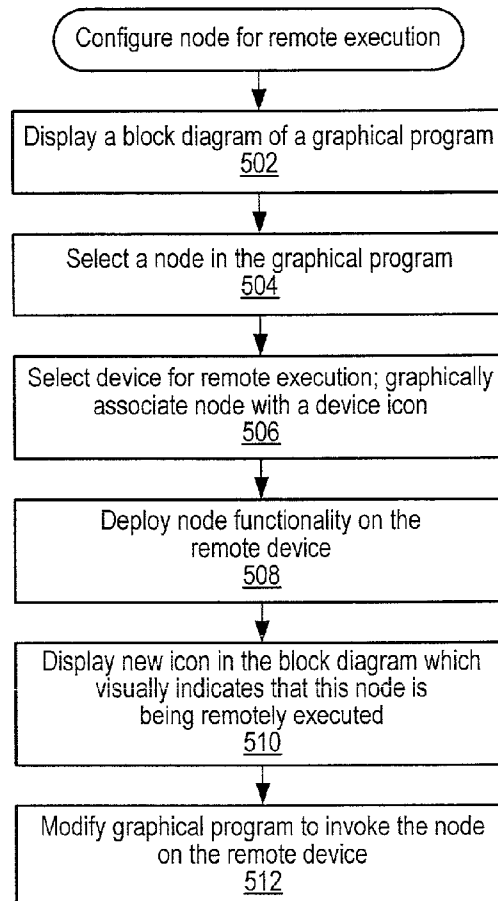 Configure node for remote execution
Display a block diagram of a graphical program
502
Select a node in the graphical program
504
Select device for remote execution; graphically
associate node with a device icon
506
Deploy node functionality on the
remote device
508
Display new icon in the block diagram which
visually indicates that this node is
being remotely executed
510
Modify graphical program to invoke the node
on the remote device
512